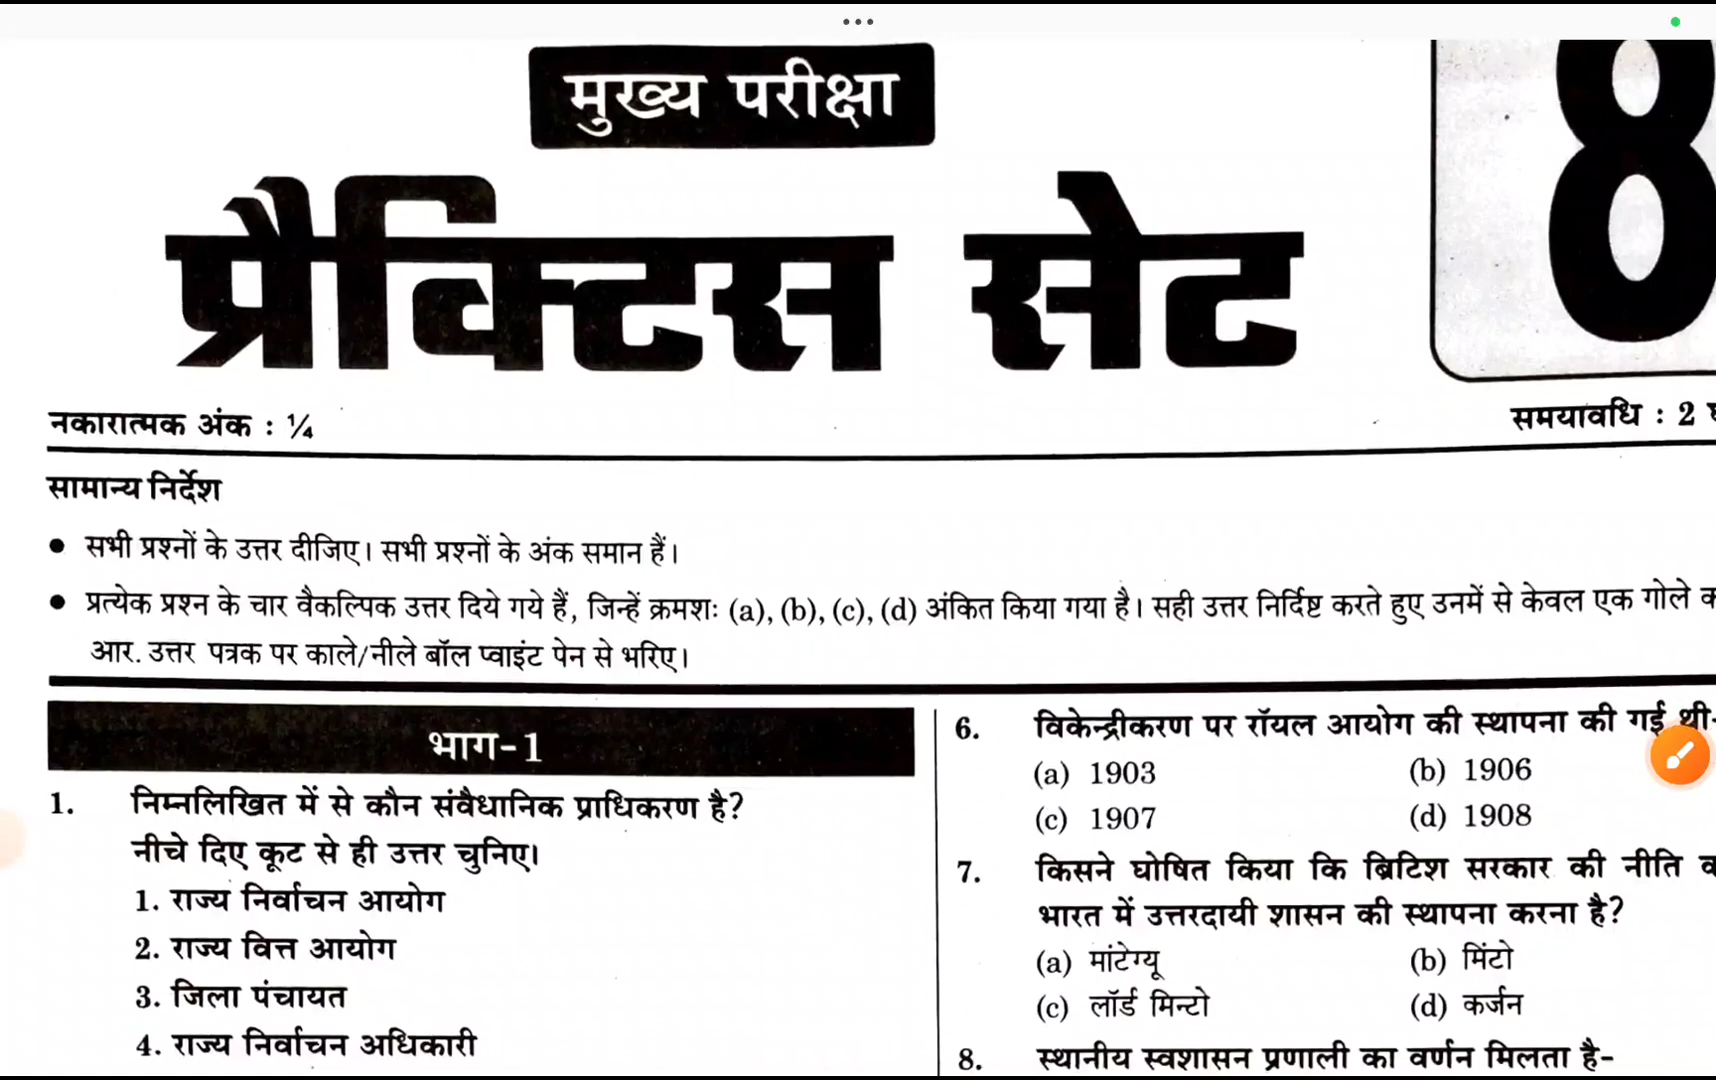 मुख्य परीक्षा
8
प्रैक्टिस सेट
नकारात्मक अंक : ¼
समयावधि : 2
सामान्य निर्देश
• सभी प्रश्नों के उत्तर दीजिए। सभी प्रश्नों के अंक समान हैं।
• प्रत्येक प्रश्न के चार वैकल्पिक उत्तर दिये गये हैं, जिन्हें क्रमशः (a), (b), (c), (d) अंकित किया गया है। सही उत्तर निर्दिष्ट करते हुए उनमें से केवल एक गोले
आर. उत्तर पत्रक पर काले/नीले बॉल प्वाइंट पेन से भरिए।
भाग-1
1. निम्नलिखित में से कौन संवैधानिक प्राधिकरण है?
नीचे दिए कूट से ही उत्तर चुनिए।
1. राज्य निर्वाचन आयोग
2. राज्य वित्त आयोग
3. जिला पंचायत
4. राज्य निर्वाचन अधिकारी
6. विकेन्द्रीकरण पर रॉयल आयोग की स्थापना की गई थी-
(a) 1903 (b) 1906
(c) 1907 (d) 1908
7. किसने घोषित किया कि ब्रिटिश सरकार की नीति
भारत में उत्तरदायी शासन की स्थापना करना है?
(a) मांटेग्यू (b) मिंटो
(c) लॉर्ड मिन्टो (d) कर्जन
8. स्थानीय स्वशासन प्रणाली का वर्णन मिलता है-